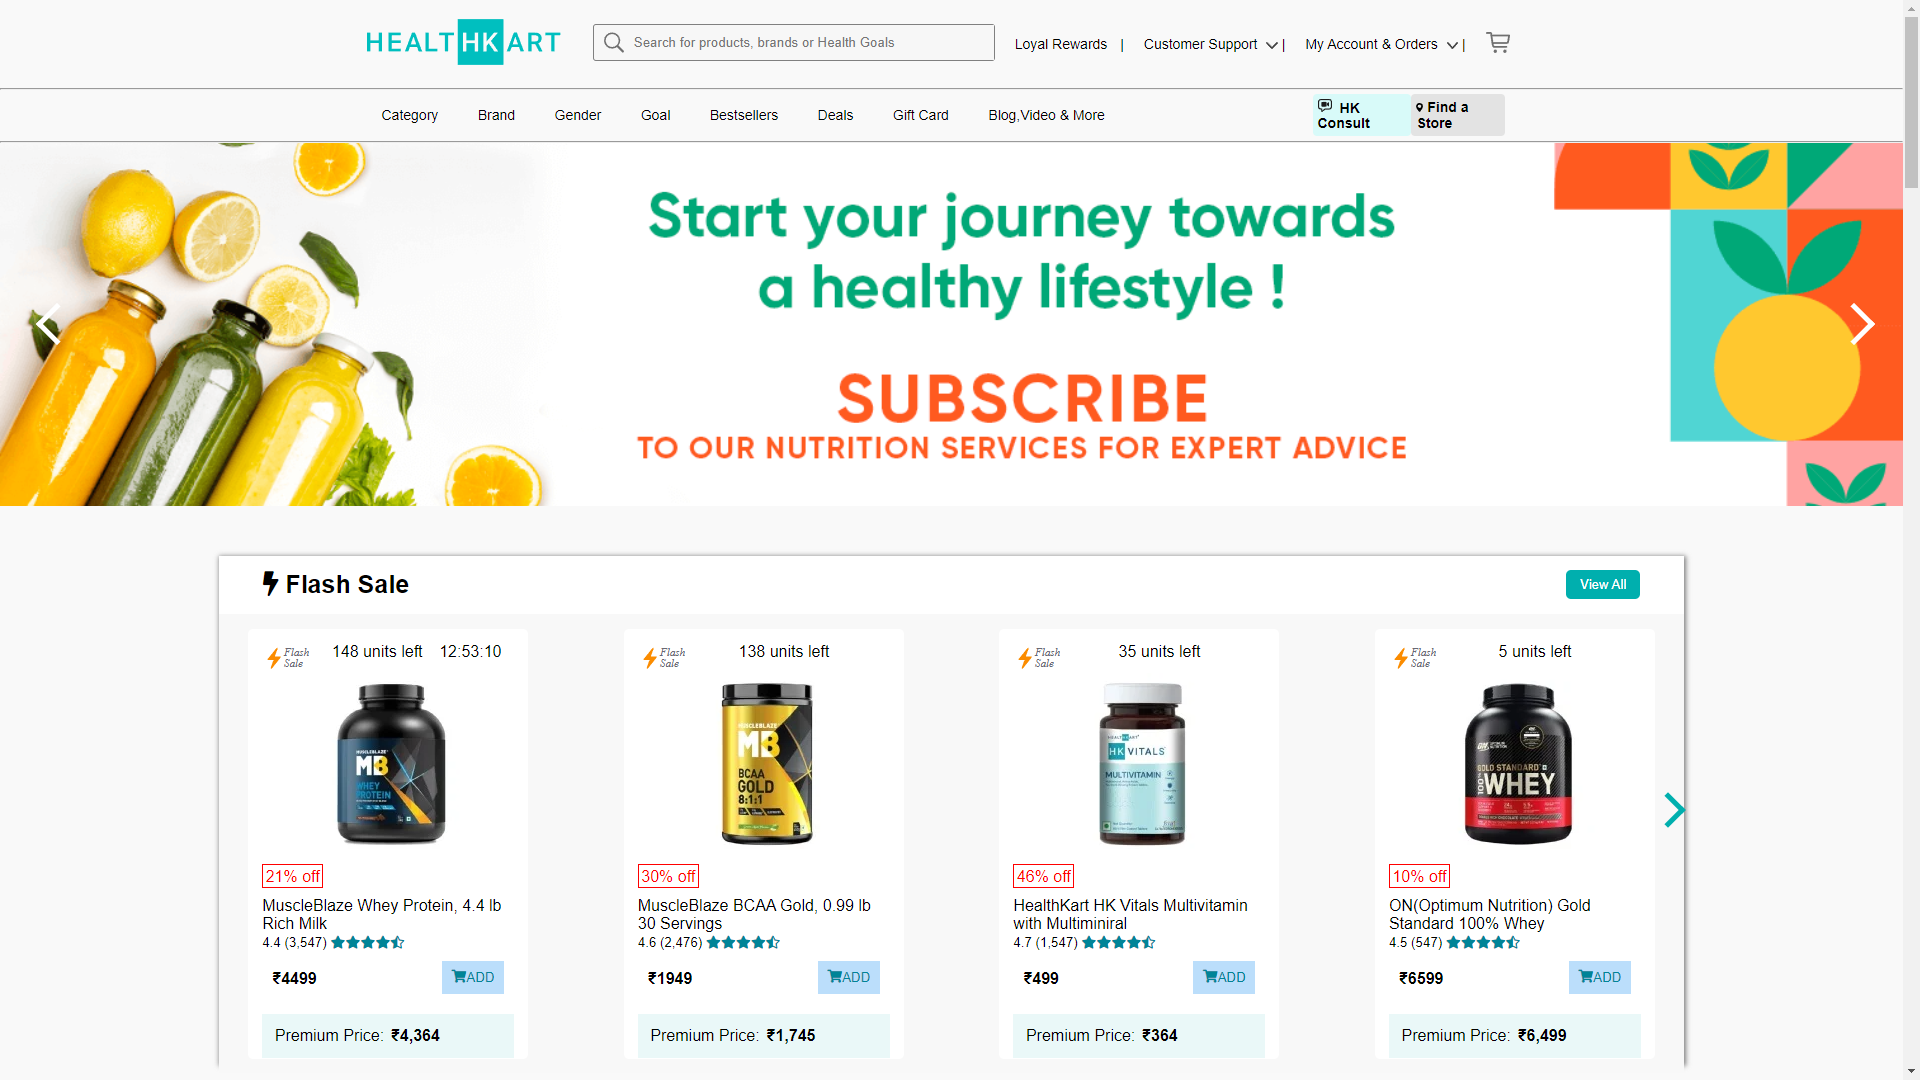 HEALTHKART
Search for products, brands or Health Goals
Loyal Rewards |
Customer Support |
My Account & Orders |
Category
Brand
Gender
Goal
Bestsellers
Deals
Gift Card
Blog,Video & More
HK
Consult
Find a
Store
Start your journey towards
a healthy lifestyle !
SUBSCRIBE
TO OUR NUTRITION SERVICES FOR EXPERT ADVICE
Flash Sale
View All
Flash
Sale
148 units left 12:53:10
MUSCLEBLAZE
MB
WHEY
PROTEIN
21% off
MuscleBlaze Whey Protein, 4.4 lb
Rich Milk
4.4 (3,547)
₹4499
ADD
Premium Price: ₹4,364
Flash
Sale
138 units left
MUSCLEBLAZE
MB
BCAA
GOLD
8:1:1
30% off
MuscleBlaze BCAA Gold, 0.99 lb
30 Servings
4.6 (2,476)
₹1949
ADD
Premium Price: ₹1,745
Flash
Sale
35 units left
HEALTHKART
HK VITALS
MULTIVITAMIN
46% off
HealthKart HK Vitals Multivitamin
with Multiminiral
4.7 (1,547)
₹499
ADD
Premium Price: ₹364
Flash
Sale
5 units left
ON OPTIMUM NUTRITION
GOLD STANDARD
100% WHEY
10% off
ON(Optimum Nutrition) Gold
Standard 100% Whey
4.5 (547)
₹6599
ADD
Premium Price: ₹6,499